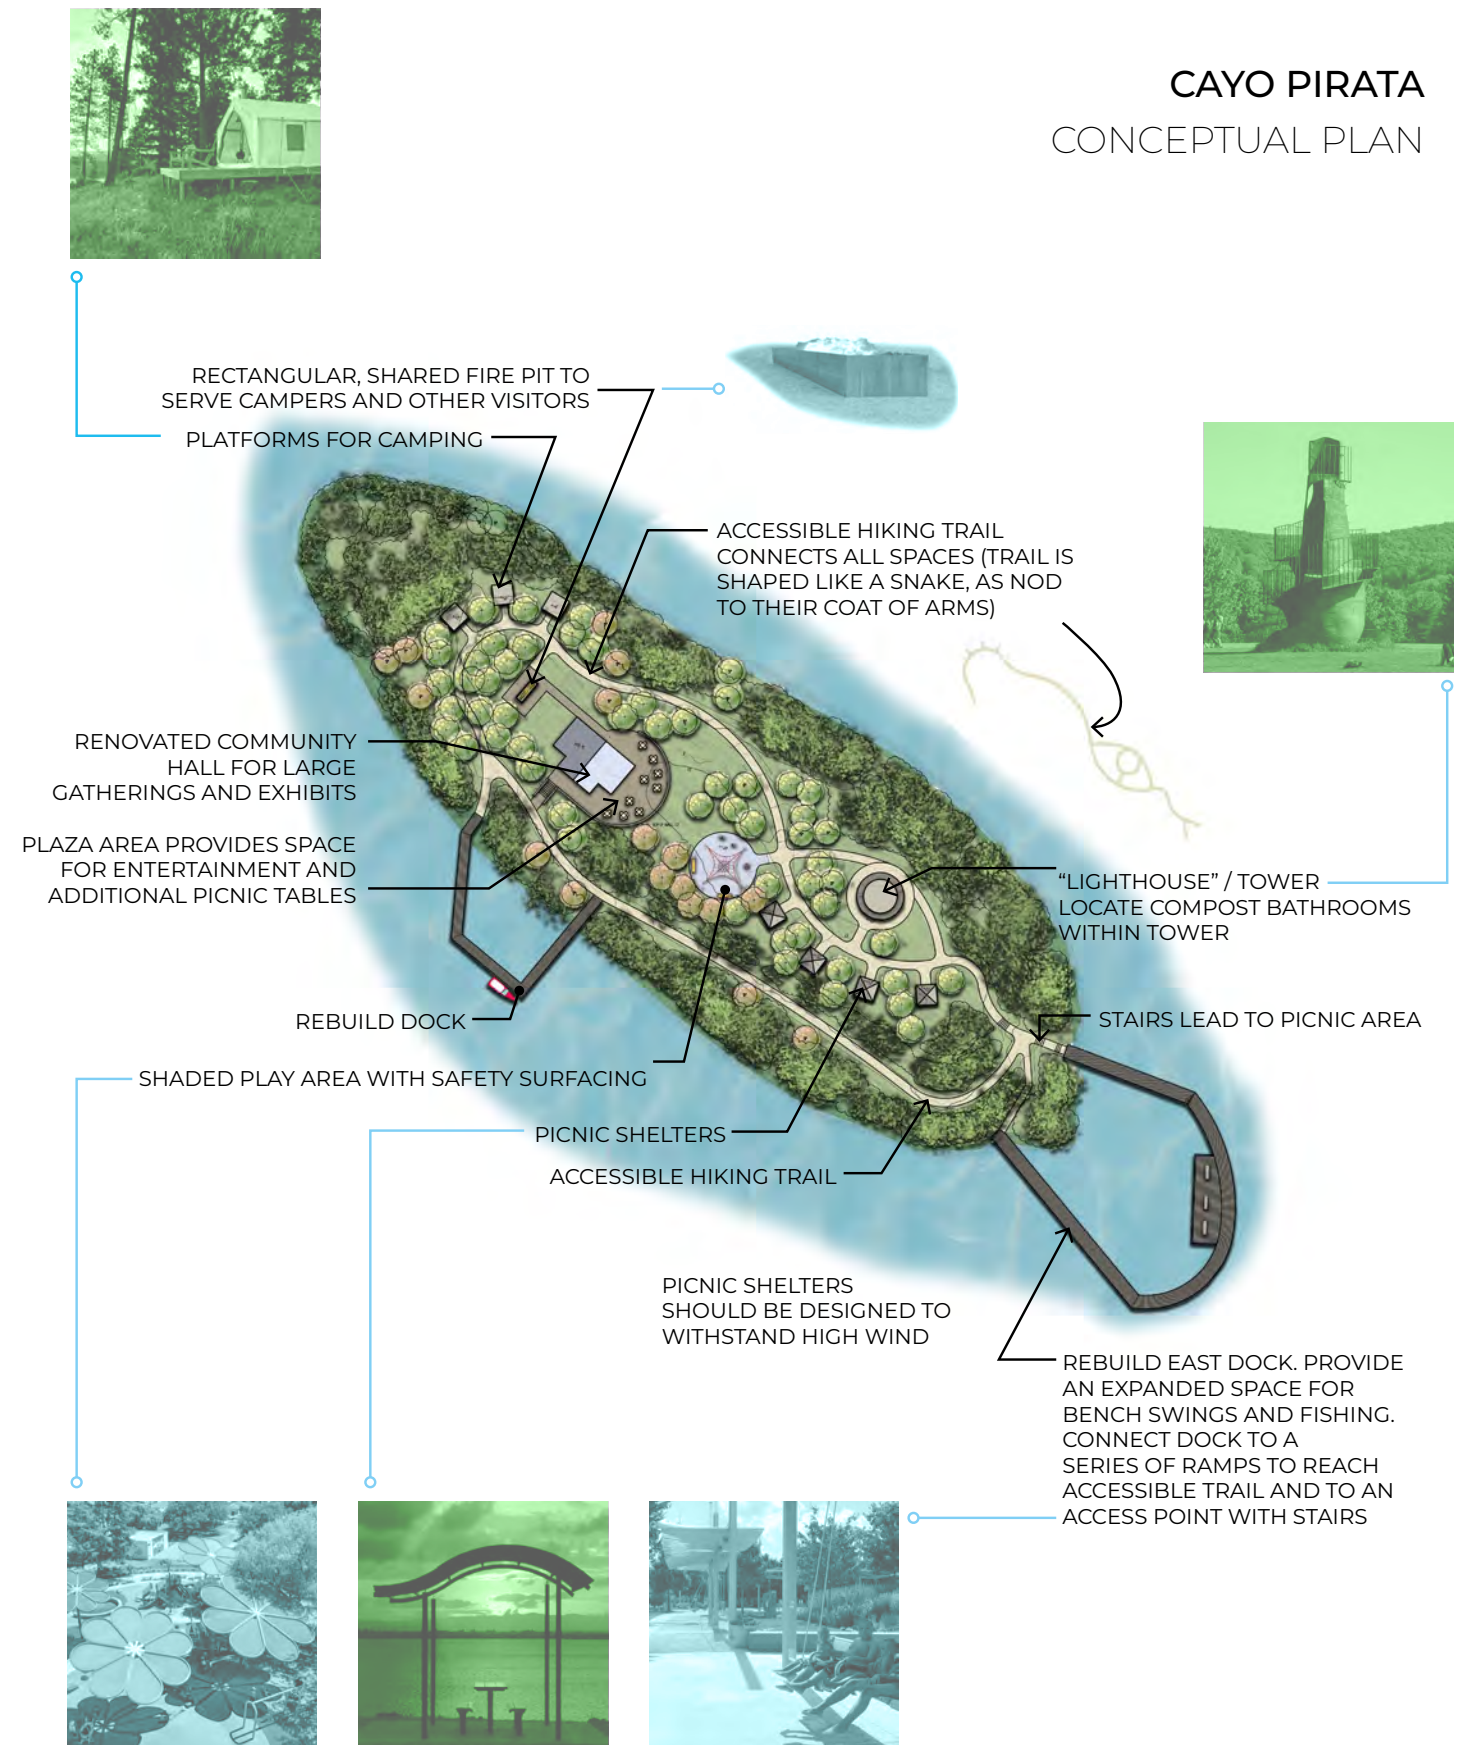 CAYO PIRATA
CONCEPTUAL PLAN
RECTANGULAR, SHARED FIRE PIT TO
SERVE CAMPERS AND OTHER VISITORS
PLATFORMS FOR CAMPING
ACCESSIBLE HIKING TRAIL
CONNECTS ALL SPACES (TRAIL IS
SHAPED LIKE A SNAKE, AS NOD
TO THEIR COAT OF ARMS)
RENOVATED COMMUNITY
HALL FOR LARGE
GATHERINGS AND EXHIBITS
PLAZA AREA PROVIDES SPACE
FOR ENTERTAINMENT AND
ADDITIONAL PICNIC TABLES
“LIGHTHOUSE” / TOWER
LOCATE COMPOST BATHROOMS
WITHIN TOWER
REBUILD DOCK
STAIRS LEAD TO PICNIC AREA
SHADED PLAY AREA WITH SAFETY SURFACING
PICNIC SHELTERS
ACCESSIBLE HIKING TRAIL
PICNIC SHELTERS
SHOULD BE DESIGNED TO
WITHSTAND HIGH WIND
REBUILD EAST DOCK. PROVIDE
AN EXPANDED SPACE FOR
BENCH SWINGS AND FISHING.
CONNECT DOCK TO A
SERIES OF RAMPS TO REACH
ACCESSIBLE TRAIL AND TO AN
ACCESS POINT WITH STAIRS